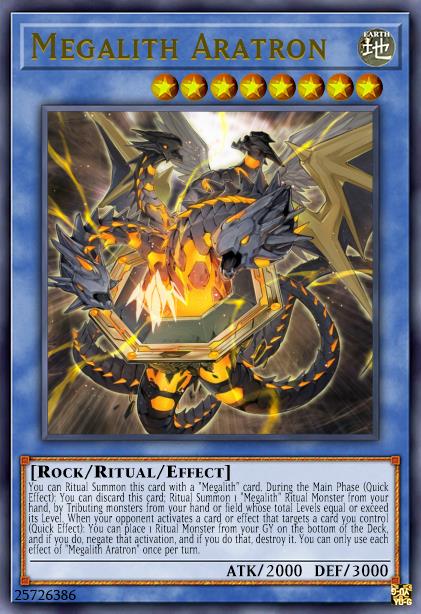 MEGALITH ARATRON
EARTH
地
[ROCK/RITUAL/EFFECT]
You can Ritual Summon this card with a "Megalith" card. During the Main Phase (Quick
Effect): You can discard this card; Ritual Summon 1 "Megalith" Ritual Monster from your
hand, by Tributing monsters from your hand or field whose total Levels equal or exceed
its Level. When your opponent activates a card or effect that targets a card you control
(Quick Effect): You can place 1 Ritual Monster from your GY on the bottom of the Deck,
and if you do, negate that activation, and if you do that, destroy it. You can only use each
effect of "Megalith Aratron" once per turn.
ATK/2000 DEF/3000
25726386